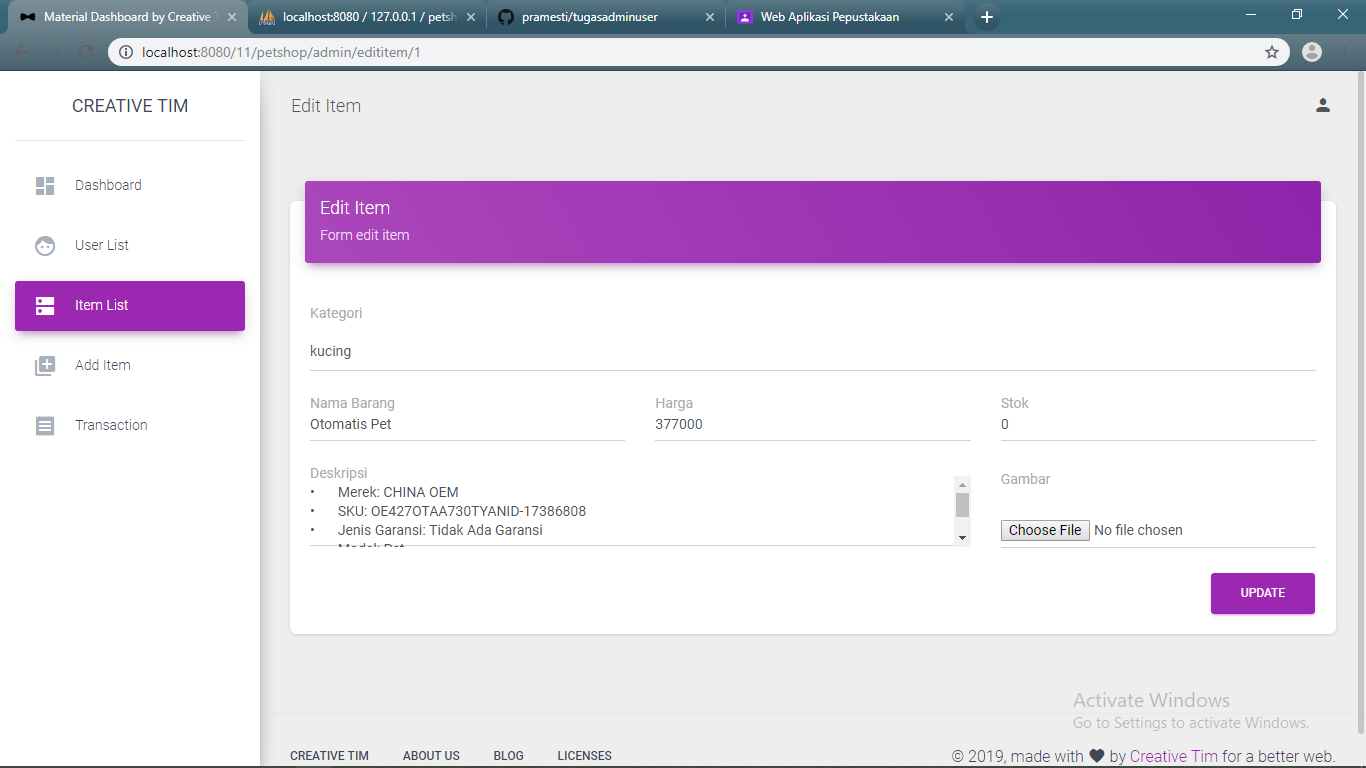 Material Dashboard by Creative T
localhost:8080 / 127.0.0.1 / petsh
pramesti/tugasadminuser
Web Aplikasi Pepustakaan
localhost:8080/11/petshop/admin/edititem/1
CREATIVE TIM
Edit Item
Dashboard
User List
Item List
Add Item
Transaction
Edit Item
Form edit item
Kategori
kucing
Nama Barang
Harga
Stok
Otomatis Pet
377000
0
Deskripsi
• Merek: CHINA OEM
• SKU: OE427OTAA730TYANID-17386808
• Jenis Garansi: Tidak Ada Garansi
Gambar
Choose File No file chosen
UPDATE
Activate Windows
Go to Settings to activate Windows.
CREATIVE TIM
ABOUT US
BLOG
LICENSES
© 2019, made with ♥ by Creative Tim for a better web.